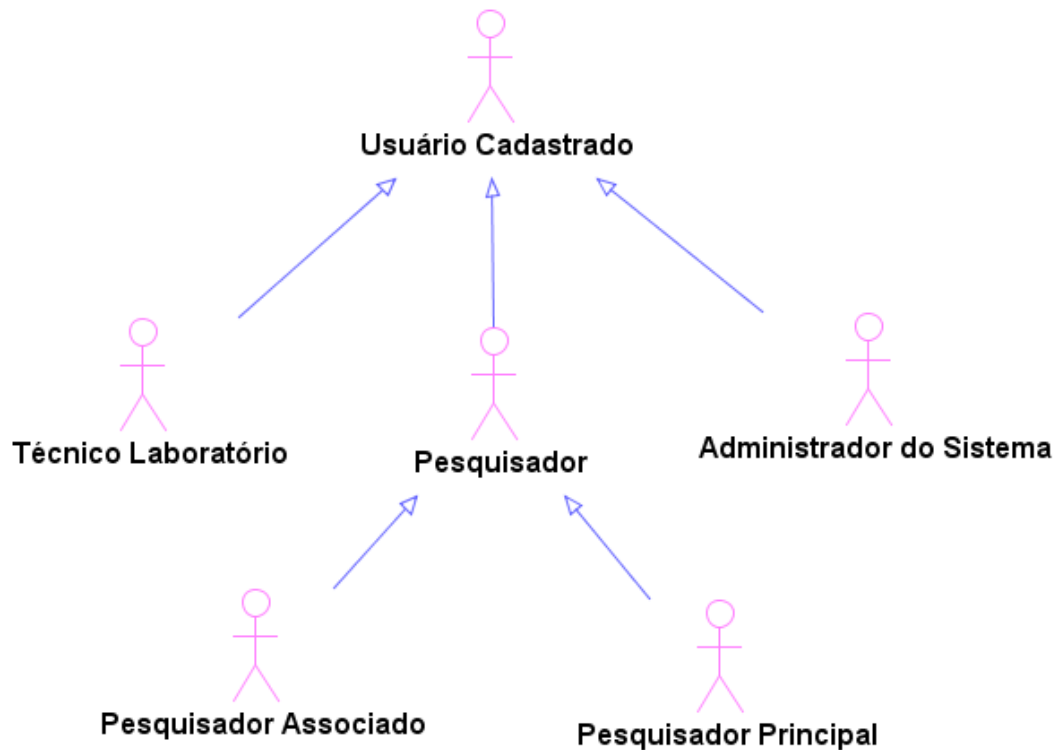 Usuário Cadastrado
Técnico Laboratório
Pesquisador
Administrador do Sistema
Pesquisador Associado
Pesquisador Principal